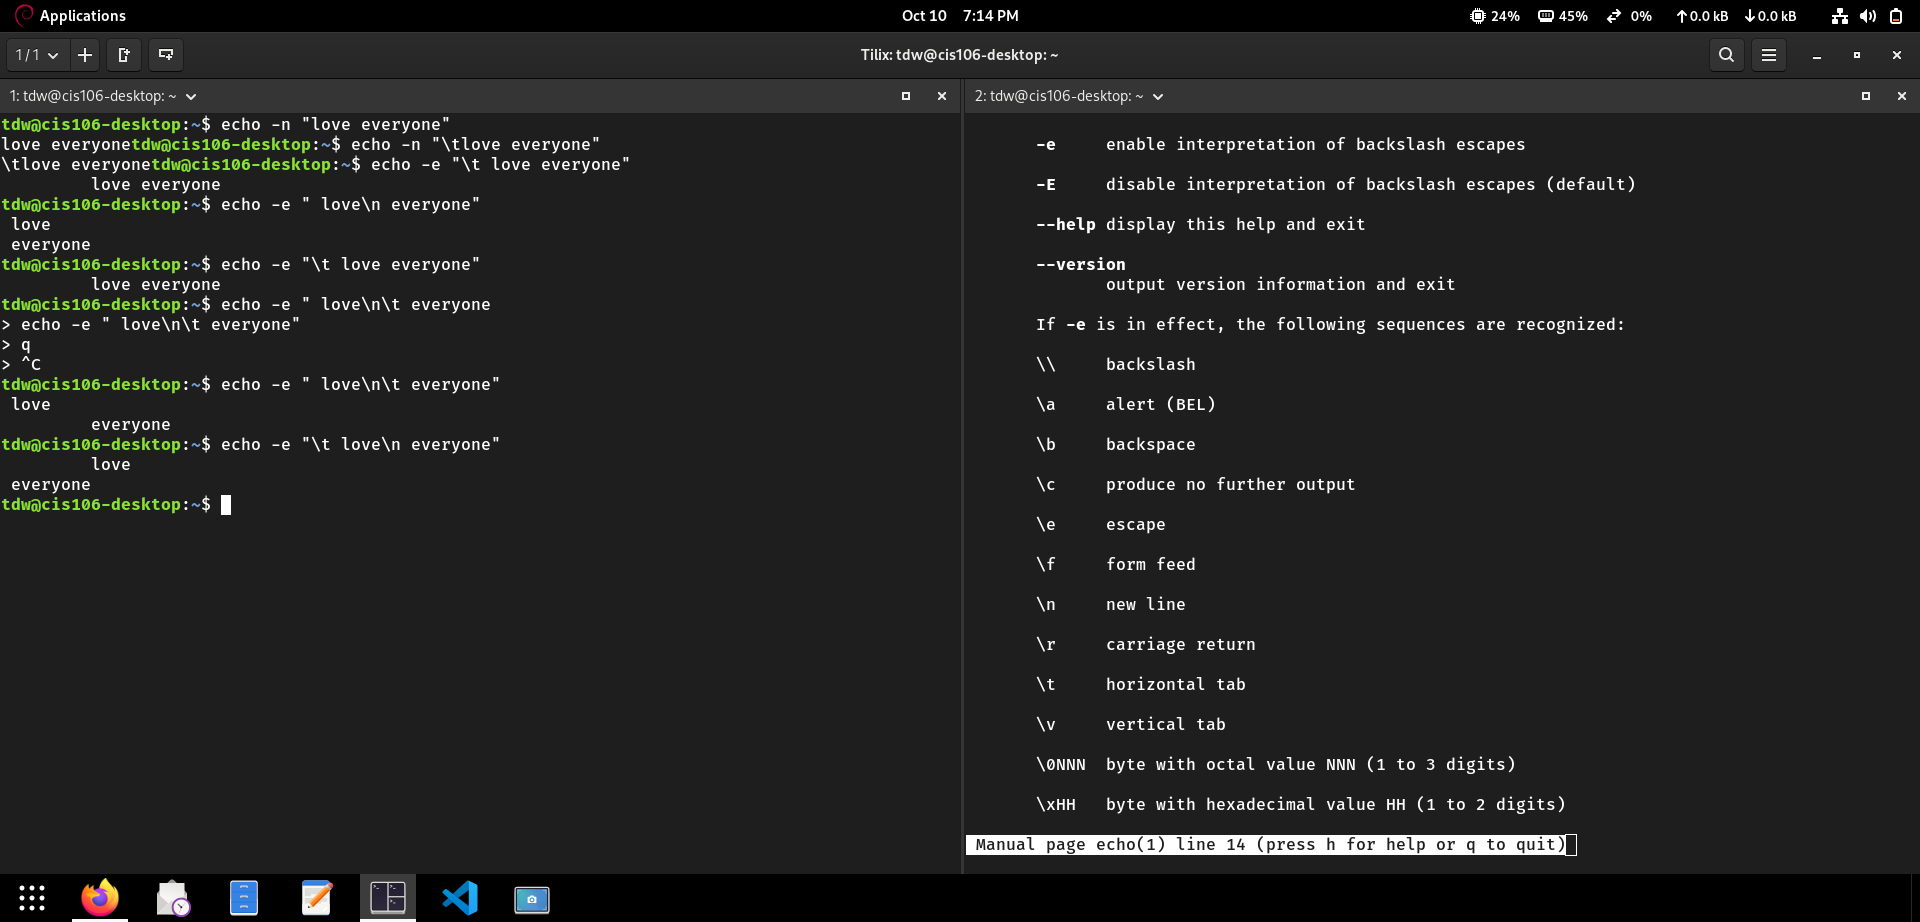 Applications
Oct 10 7:14 PM
24% 45% 0% 0.0 kB 0.0 kB
1 / 1
Tilix: tdw@cis106-desktop: ~
1: tdw@cis106-desktop: ~
tdw@cis106-desktop:~$ echo -n "love everyone"
love everyonetdw@cis106-desktop:~$ echo -n "\tlove everyone"
\tlove everyonetdw@cis106-desktop:~$ echo -e "\t love everyone"
         love everyone
tdw@cis106-desktop:~$ echo -e " love\n everyone"
 love
 everyone
tdw@cis106-desktop:~$ echo -e "\t love everyone"
         love everyone
tdw@cis106-desktop:~$ echo -e " love\n\t everyone
> echo -e " love\n\t everyone"
> q
> ^C
tdw@cis106-desktop:~$ echo -e " love\n\t everyone"
 love
         everyone
tdw@cis106-desktop:~$ echo -e "\t love\n everyone"
         love
 everyone
tdw@cis106-desktop:~$
2: tdw@cis106-desktop: ~
-e     enable interpretation of backslash escapes
-E     disable interpretation of backslash escapes (default)
--help display this help and exit
--version
       output version information and exit
If -e is in effect, the following sequences are recognized:
\\     backslash
\a     alert (BEL)
\b     backspace
\c     produce no further output
\e     escape
\f     form feed
\n     new line
\r     carriage return
\t     horizontal tab
\v     vertical tab
\0NNN  byte with octal value NNN (1 to 3 digits)
\xHH   byte with hexadecimal value HH (1 to 2 digits)
Manual page echo(1) line 14 (press h for help or q to quit)